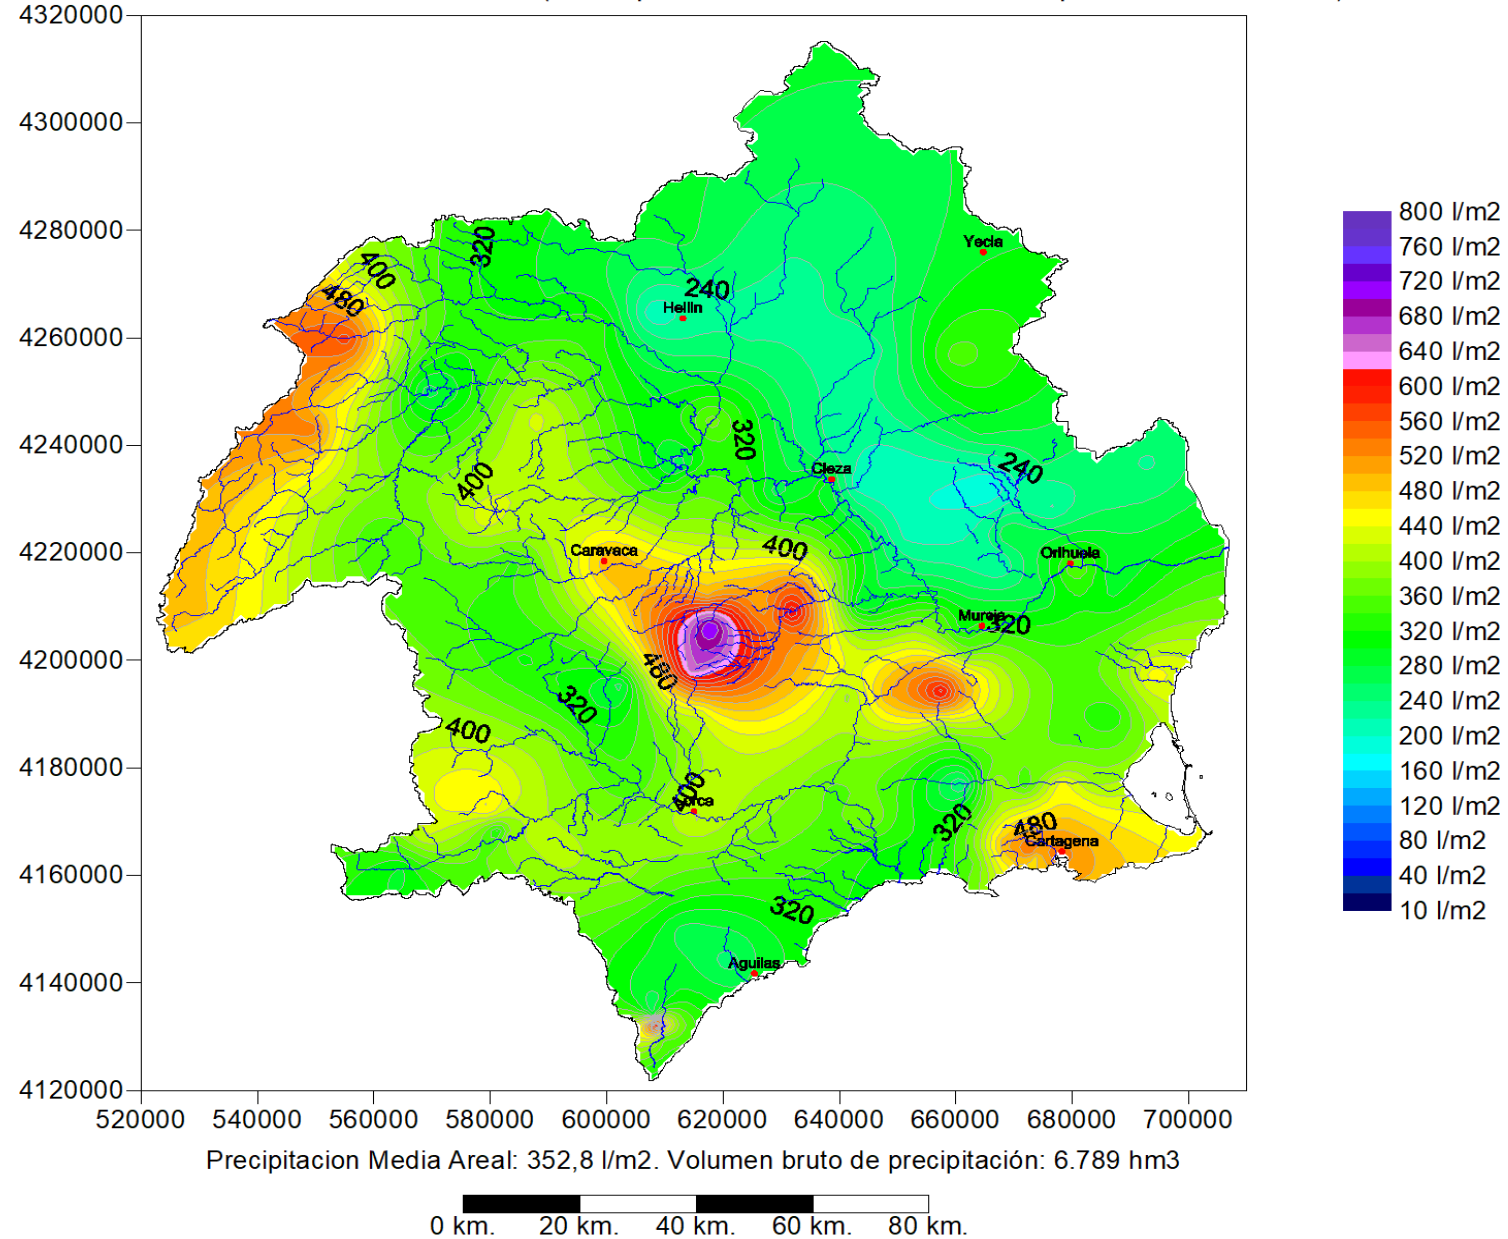 4320000
4300000
4280000
4260000
4240000
4220000
4200000
4180000
4160000
4140000
4120000
520000 540000 560000 580000 600000 620000 640000 660000 680000 700000
Yecla
320
400
480
240
Hellin
320
Cieza
240
400
Caravaca
400
Orihuela
Murcia
320
480
320
400
400
Lorca
320
480
Cartagena
320
Aguilas
800 l/m2
760 l/m2
720 l/m2
680 l/m2
640 l/m2
600 l/m2
560 l/m2
520 l/m2
480 l/m2
440 l/m2
400 l/m2
360 l/m2
320 l/m2
280 l/m2
240 l/m2
200 l/m2
160 l/m2
120 l/m2
80 l/m2
40 l/m2
10 l/m2
Precipitacion Media Areal: 352,8 l/m2. Volumen bruto de precipitación: 6.789 hm3
0 km. 20 km. 40 km. 60 km. 80 km.